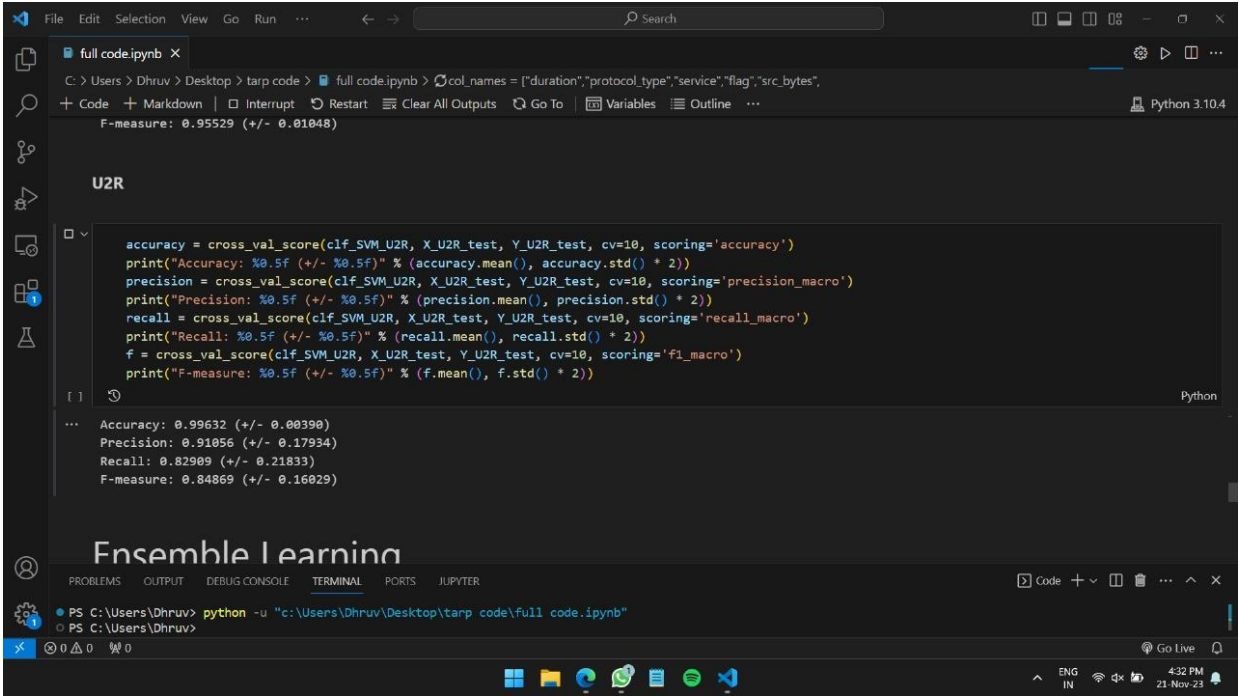 File Edit Selection View Go Run ··· ← → Search
full code.ipynb ×
C: > Users > Dhruv > Desktop > tarp code > full code.ipynb > col_names = ["duration","protocol_type","service","flag","src_bytes",
+ Code + Markdown | Interrupt Restart Clear All Outputs Go To | Variables Outline ··· Python 3.10.4
F-measure: 0.95529 (+/- 0.01048)
U2R
accuracy = cross_val_score(clf_SVM_U2R, X_U2R_test, Y_U2R_test, cv=10, scoring='accuracy')
print("Accuracy: %0.5f (+/- %0.5f)" % (accuracy.mean(), accuracy.std() * 2))
precision = cross_val_score(clf_SVM_U2R, X_U2R_test, Y_U2R_test, cv=10, scoring='precision_macro')
print("Precision: %0.5f (+/- %0.5f)" % (precision.mean(), precision.std() * 2))
recall = cross_val_score(clf_SVM_U2R, X_U2R_test, Y_U2R_test, cv=10, scoring='recall_macro')
print("Recall: %0.5f (+/- %0.5f)" % (recall.mean(), recall.std() * 2))
f = cross_val_score(clf_SVM_U2R, X_U2R_test, Y_U2R_test, cv=10, scoring='f1_macro')
print("F-measure: %0.5f (+/- %0.5f)" % (f.mean(), f.std() * 2))
[ ] Python
··· Accuracy: 0.99632 (+/- 0.00390)
Precision: 0.91056 (+/- 0.17934)
Recall: 0.82909 (+/- 0.21833)
F-measure: 0.84869 (+/- 0.16029)
Ensemble Learning
PROBLEMS OUTPUT DEBUG CONSOLE TERMINAL PORTS JUPYTER Code + ··· ×
PS C:\Users\Dhruv> python -u "c:\Users\Dhruv\Desktop\tarp code\full code.ipynb"
PS C:\Users\Dhruv>
0 0 0 Go Live
ENG 4:32 PM
IN 21-Nov-23